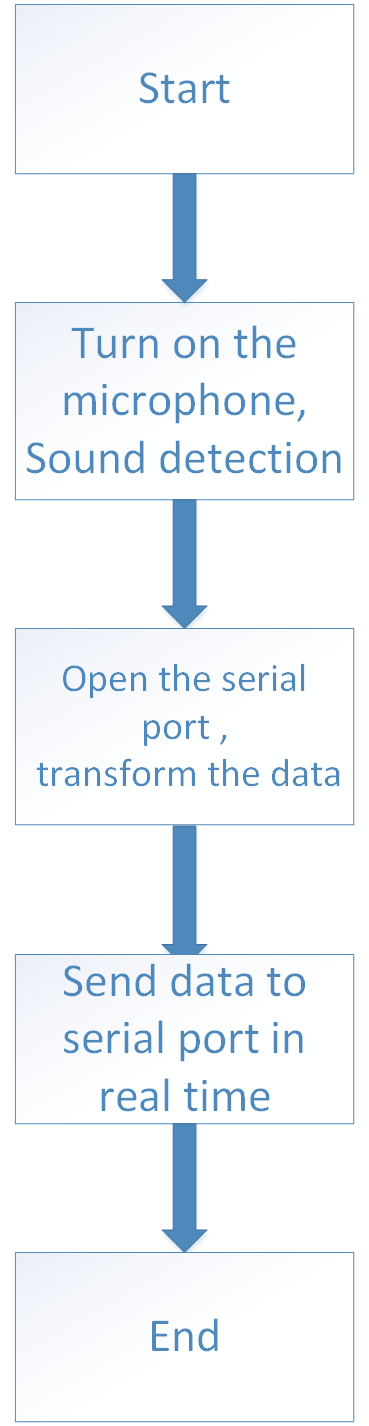 Start
Turn on the
microphone,
Sound detection
Open the serial
port ,
transform the data
Send data to
serial port in
real time
End